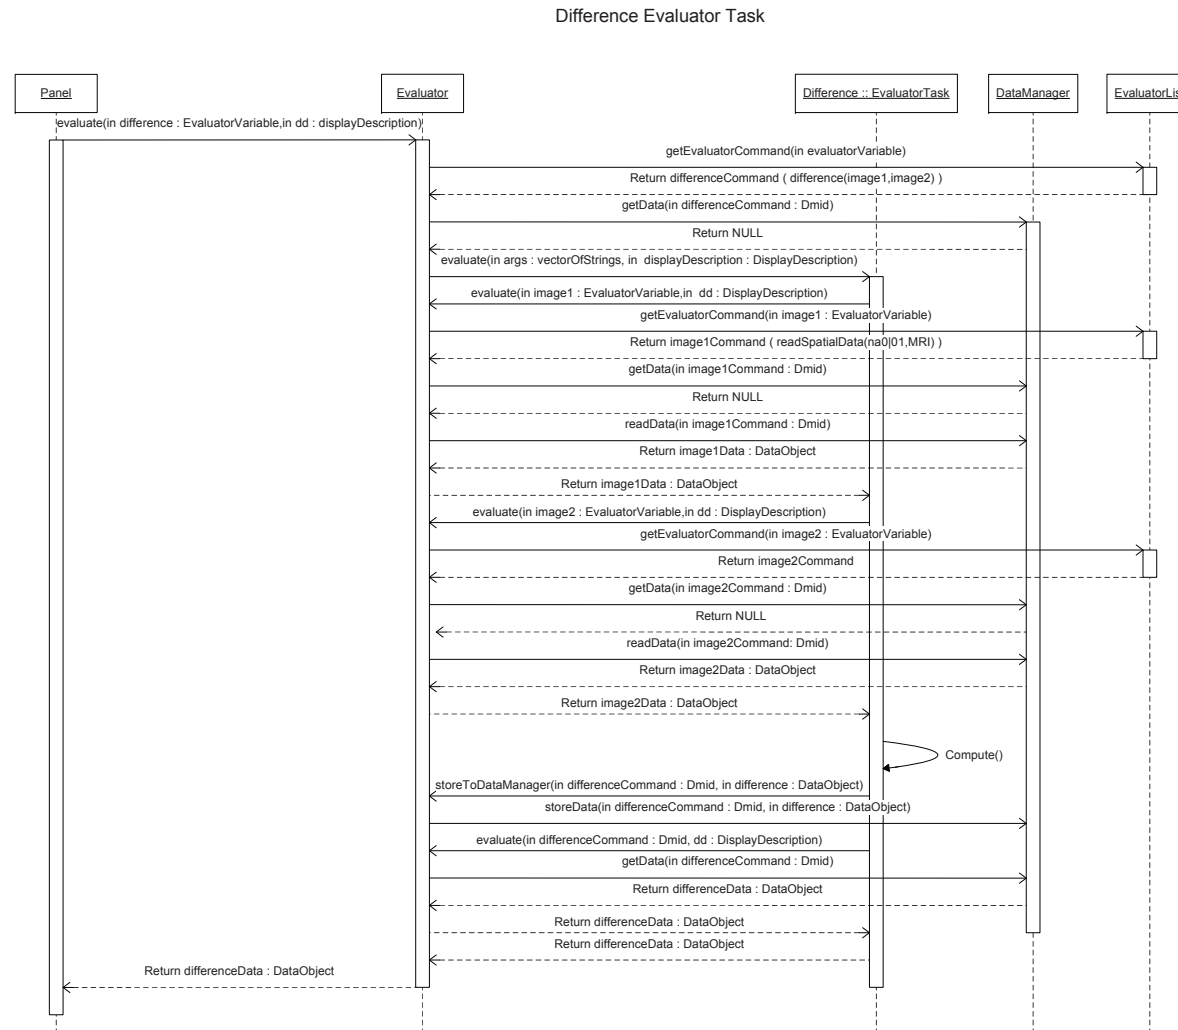 Difference Evaluator Task
Panel
Evaluator
Difference :: EvaluatorTask
DataManager
EvaluatorLis
evaluate(in difference : EvaluatorVariable,in dd : displayDescription)
getEvaluatorCommand(in evaluatorVariable)
Return differenceCommand ( difference(image1,image2) )
getData(in differenceCommand : Dmid)
Return NULL
evaluate(in args : vectorOfStrings, in displayDescription : DisplayDescription)
evaluate(in image1 : EvaluatorVariable,in dd : DisplayDescription)
getEvaluatorCommand(in image1 : EvaluatorVariable)
Return image1Command ( readSpatialData(na0|01,MRI) )
getData(in image1Command : Dmid)
Return NULL
readData(in image1Command : Dmid)
Return image1Data : DataObject
Return image1Data : DataObject
evaluate(in image2 : EvaluatorVariable,in dd : DisplayDescription)
getEvaluatorCommand(in image2 : EvaluatorVariable)
Return image2Command
getData(in image2Command : Dmid)
Return NULL
readData(in image2Command: Dmid)
Return image2Data : DataObject
Return image2Data : DataObject
Compute()
storeToDataManager(in differenceCommand : Dmid, in difference : DataObject)
storeData(in differenceCommand : Dmid, in difference : DataObject)
evaluate(in differenceCommand : Dmid, dd : DisplayDescription)
getData(in differenceCommand : Dmid)
Return differenceData : DataObject
Return differenceData : DataObject
Return differenceData : DataObject
Return differenceData : DataObject